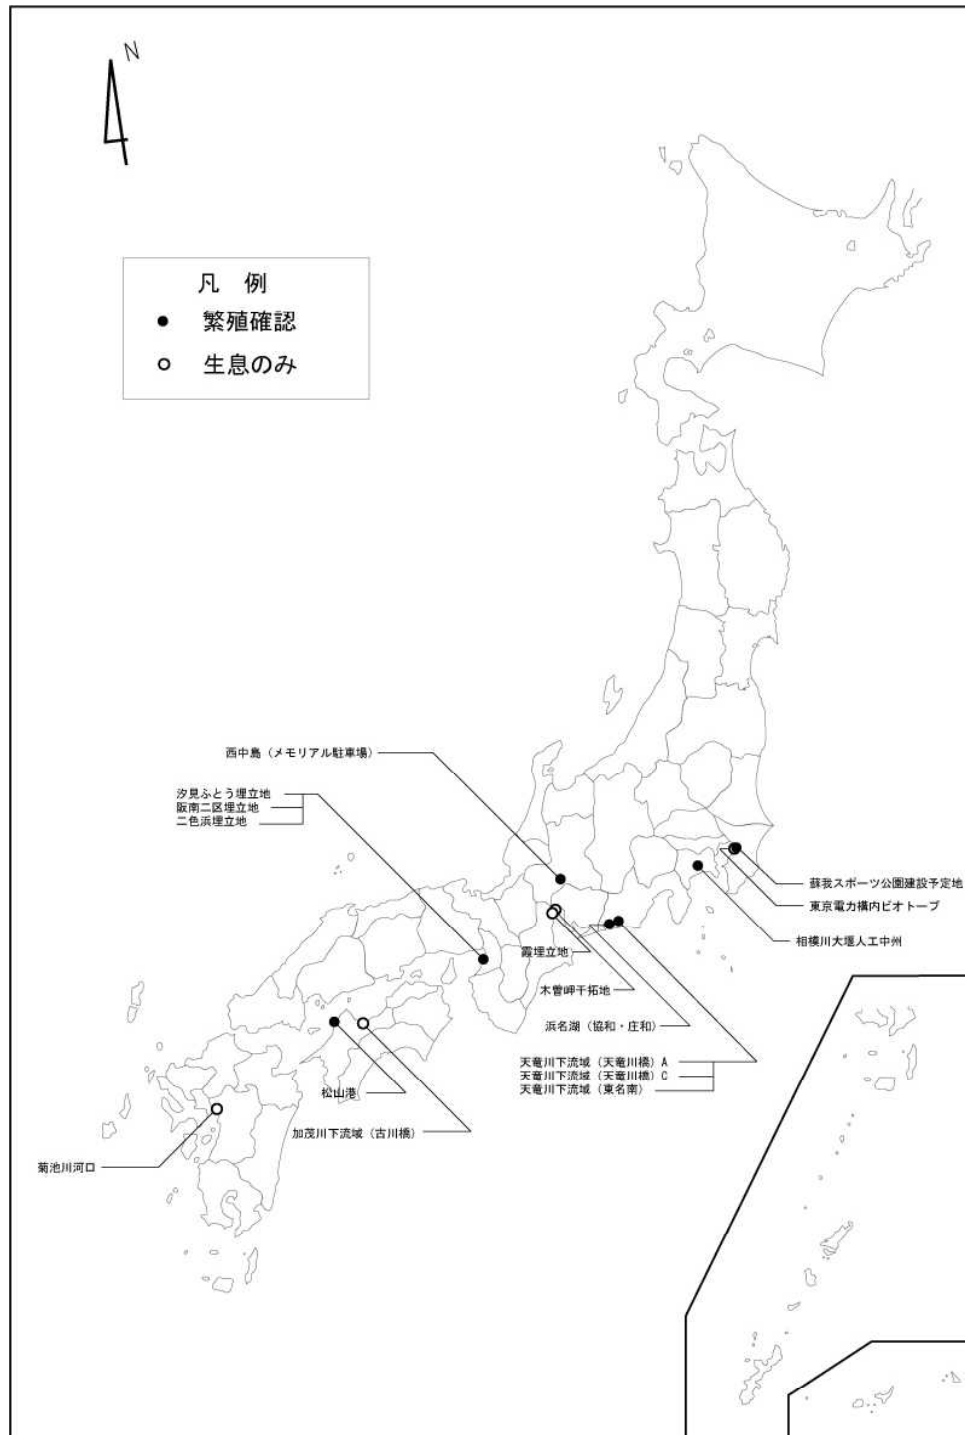 N
凡 例
繁殖確認
生息のみ
西中島(メモリアル駐車場)
汐見ふとう埋立地
阪南二区埋立地
二色浜埋立地
蘇我スポーツ公園建設予定地
東京電力構内ビオトープ
相模川大堰人工中州
霞埋立地
木曽岬干拓地
浜名湖(協和・庄和)
天竜川下流域(天竜川橋)A
天竜川下流域(天竜川橋)C
天竜川下流域(東名南)
松山港
加茂川下流域(古川橋)
菊池川河口